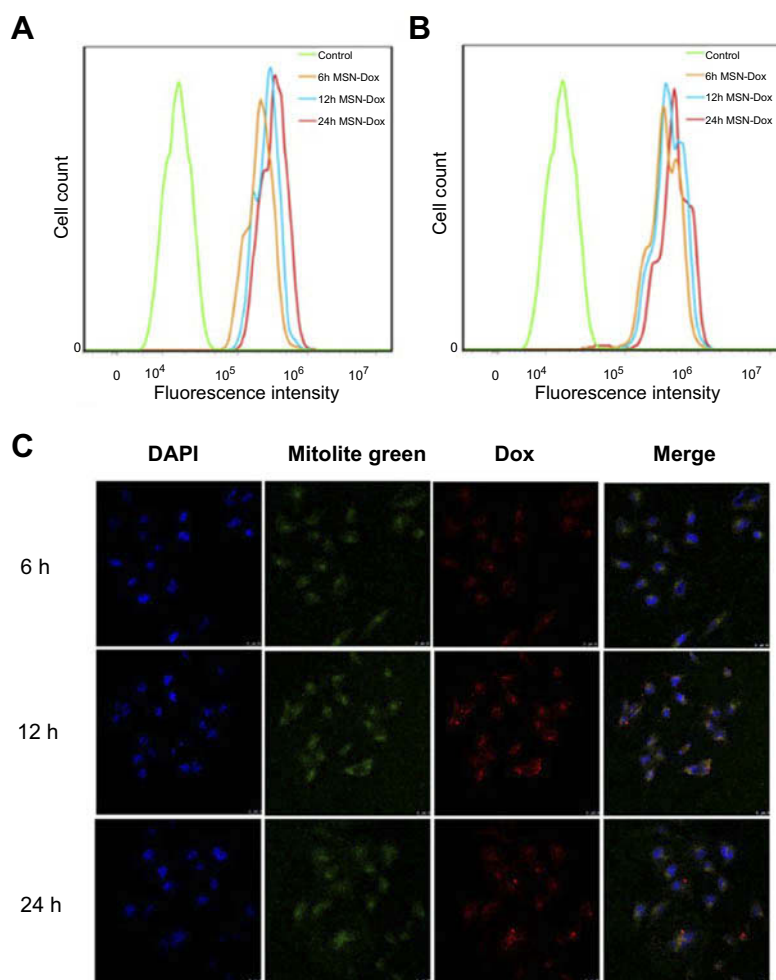 A
Control
6h MSN-Dox
12h MSN-Dox
24h MSN-Dox
Cell count
0
0 10⁴ 10⁵ 10⁶ 10⁷
Fluorescence intensity
B
Control
6h MSN-Dox
12h MSN-Dox
24h MSN-Dox
Cell count
0
0 10⁴ 10⁵ 10⁶ 10⁷
Fluorescence intensity
C
DAPI Mitolite green Dox Merge
6 h
12 h
24 h